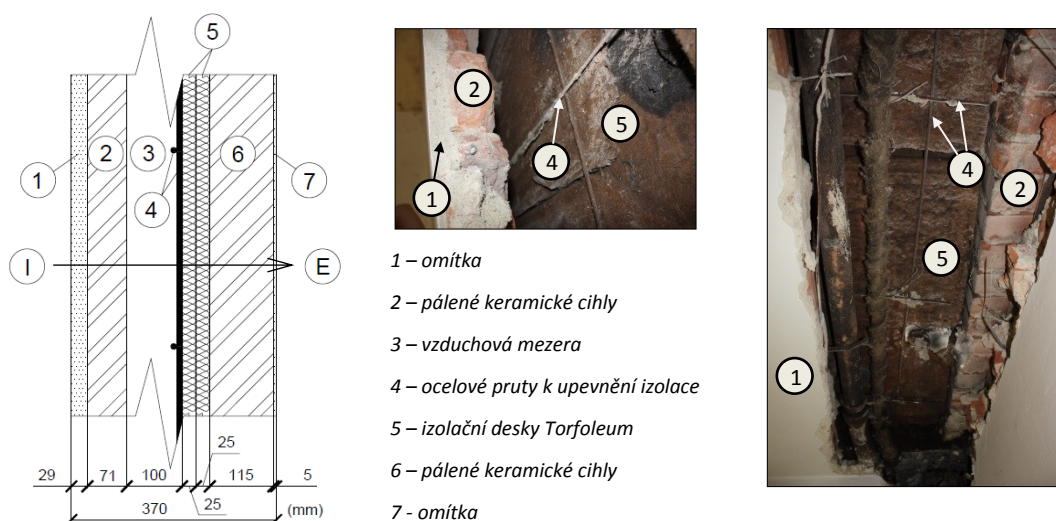 5
2
3
6
1
4
7
I
E
25
29
71
100
115
5
25
370
(mm)
2
5
4
1
4
2
5
1
1 – omítka
2 – pálené keramické cihly
3 – vzduchová mezera
4 – ocelové pruty k upevnění izolace
5 – izolační desky Torfoleum
6 – pálené keramické cihly
7 - omítka